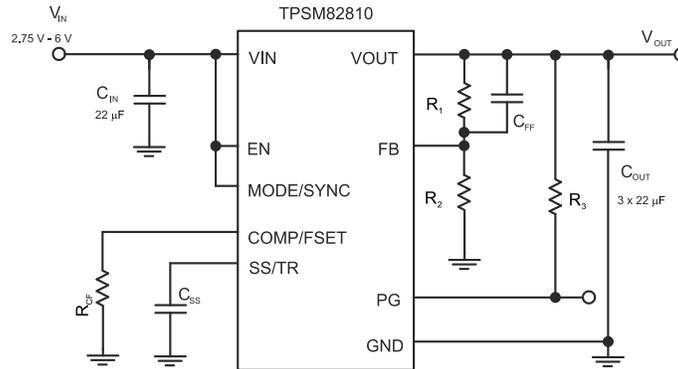 TPSM82810
VIN
2.75 V - 6 V
VIN
VOUT
VOUT
CIN
22 µF
R1
CFF
EN
FB
COUT
3 x 22 µF
MODE/SYNC
R2
R3
COMP/FSET
SS/TR
RCF
CSS
PG
GND